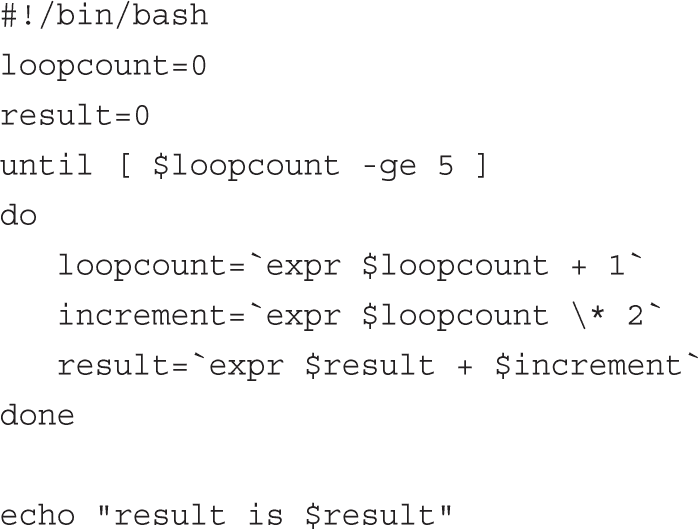 #!/bin/bash
loopcount=0
result=0
until [ $loopcount -ge 5 ]
do
   loopcount=`expr $loopcount + 1`
   increment=`expr $loopcount \* 2`
   result=`expr $result + $increment`
done

echo "result is $result"